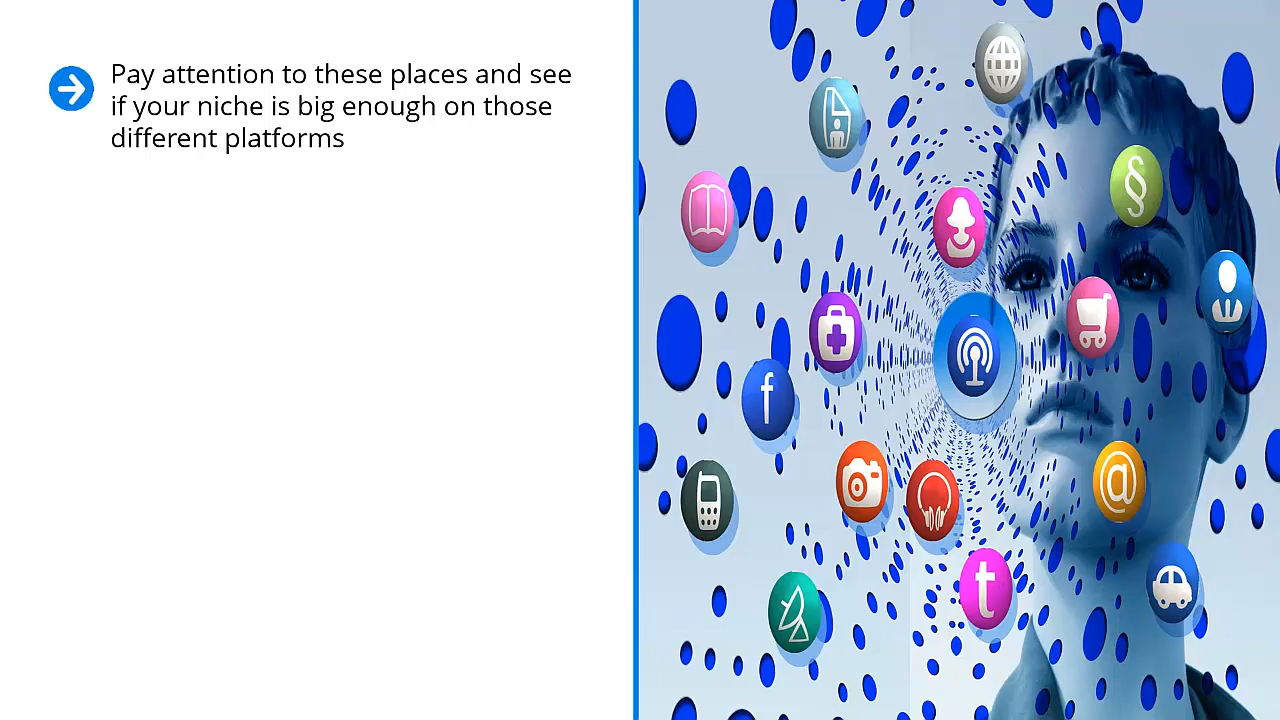 Pay attention to these places and see
if your niche is big enough on those
different platforms
f
§
@
t